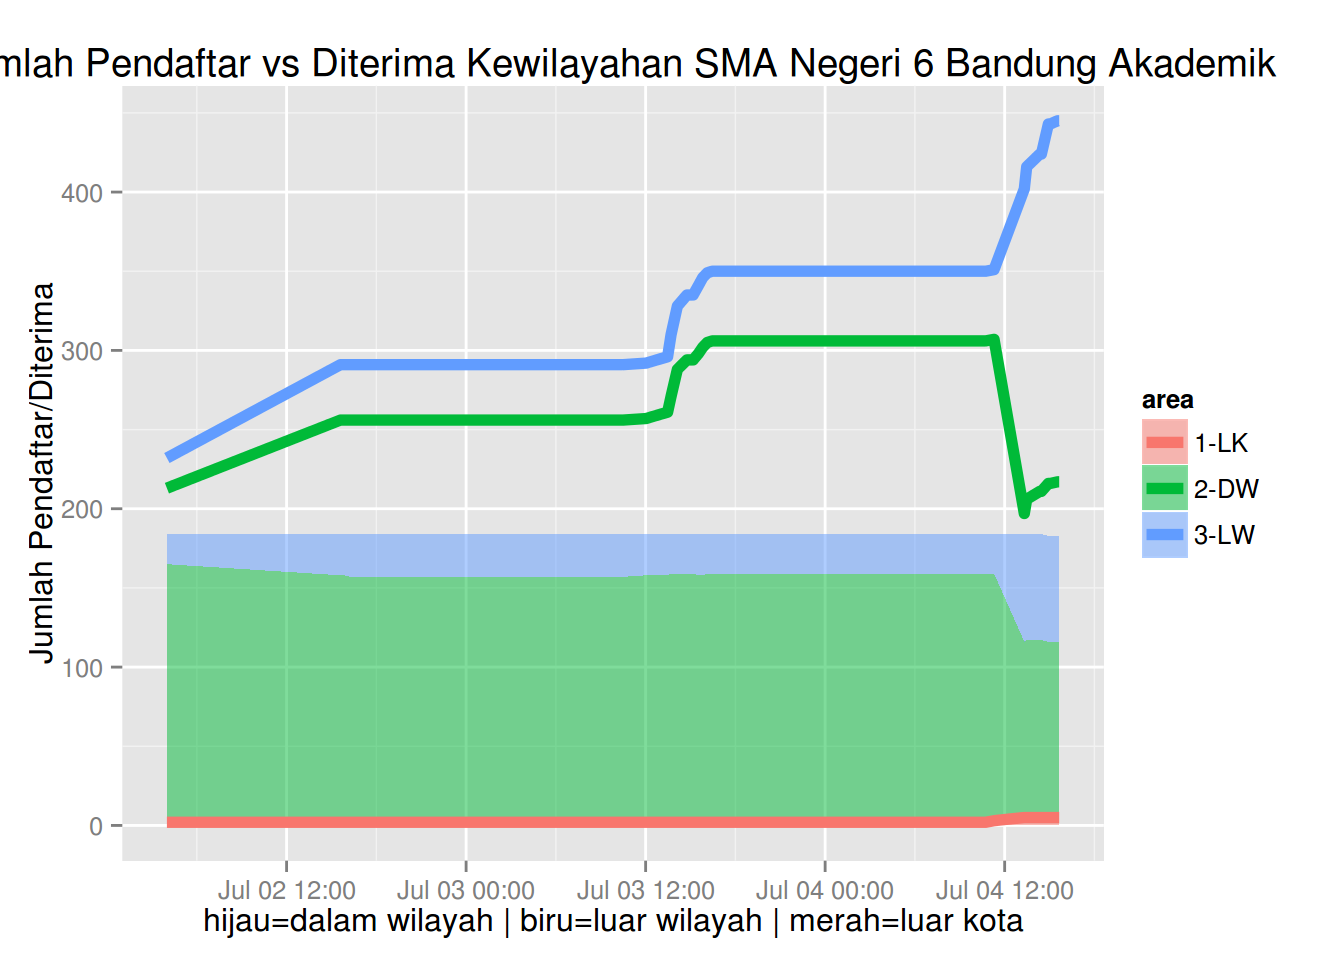 mlah Pendaftar vs Diterima Kewilayahan SMA Negeri 6 Bandung Akademik
Jumlah Pendaftar/Diterima
400
300
200
100
0
Jul 02 12:00 Jul 03 00:00 Jul 03 12:00 Jul 04 00:00 Jul 04 12:00
hijau=dalam wilayah | biru=luar wilayah | merah=luar kota
area
1-LK
2-DW
3-LW